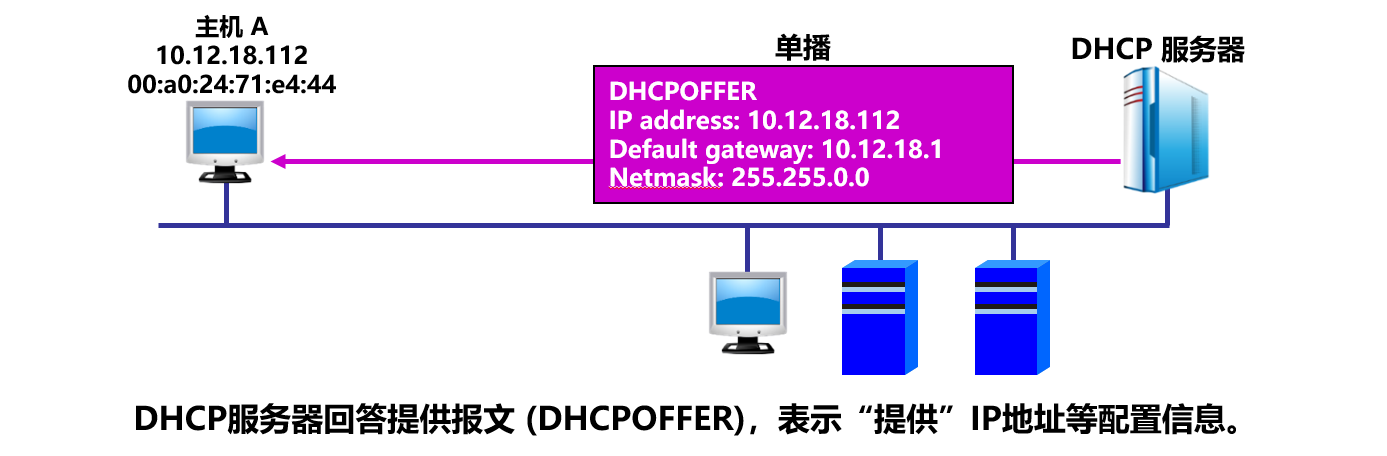 主机 A
10.12.18.112
00:a0:24:71:e4:44
单播
DHCP 服务器
DHCPOFFER
IP address: 10.12.18.112
Default gateway: 10.12.18.1
Netmask: 255.255.0.0
DHCP服务器回答提供报文 (DHCPOFFER)，表示“提供”IP地址等配置信息。